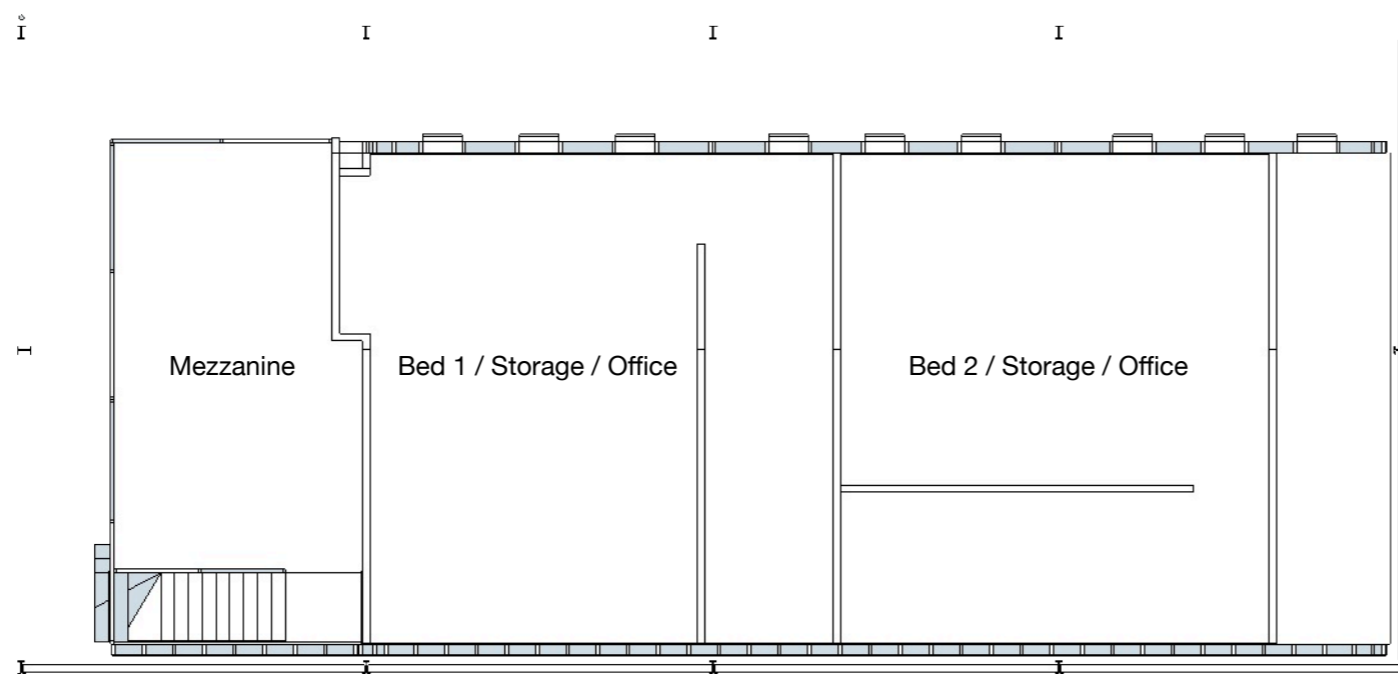 Mezzanine
Bed 1 / Storage / Office
Bed 2 / Storage / Office